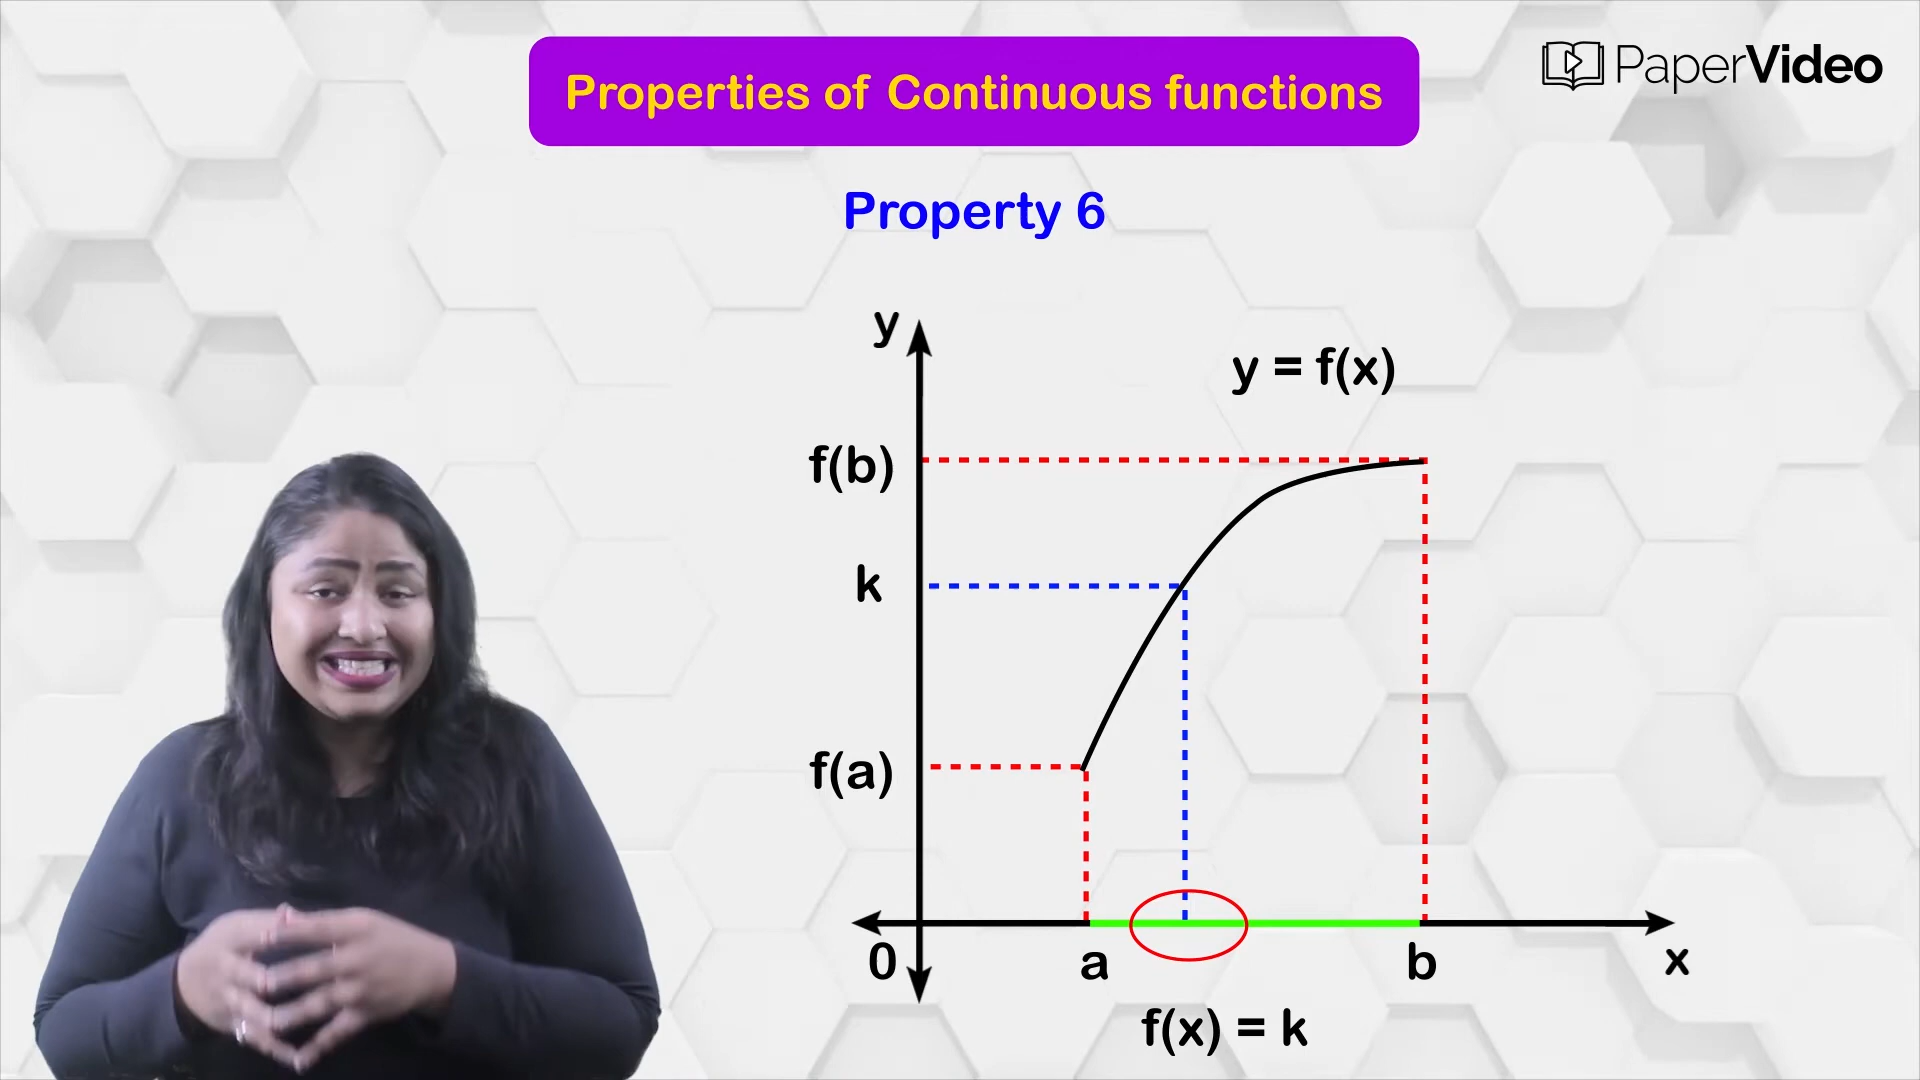 Properties of Continuous functions
PaperVideo
Property 6
y
y = f(x)
f(b)
k
f(a)
0
a
b
x
f(x) = k